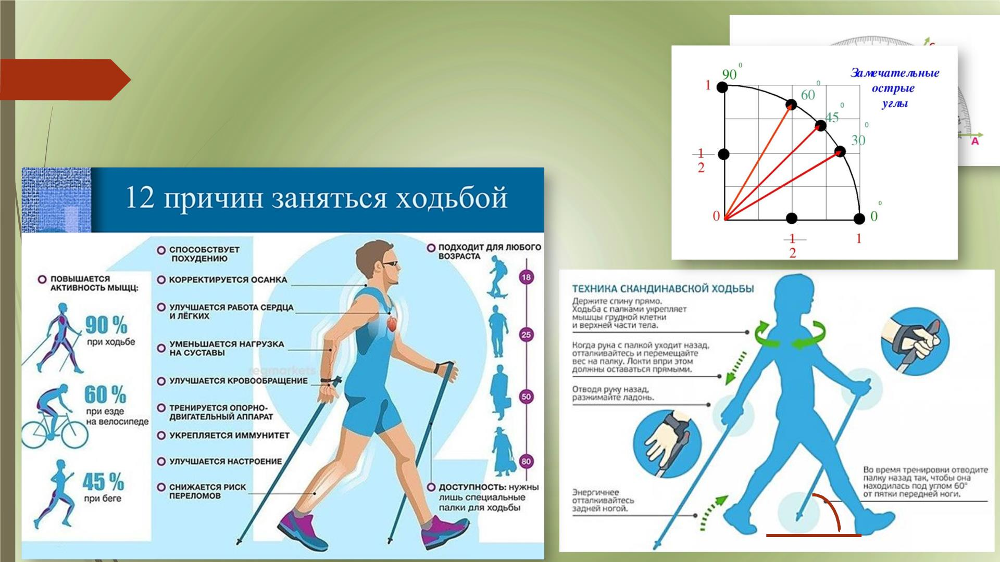 12 причин заняться ходьбой
ПОВЫШАЕТСЯ
АКТИВНОСТЬ МЫЩЦ:
90 %
при ходьбе
60 %
при езде
на велосипеде
45 %
при беге
СПОСОБСТВУЕТ
ПОХУДЕНИЮ
КОРРЕКТИРУЕТСЯ ОСАНКА
УЛУЧШАЕТСЯ РАБОТА СЕРДЦА
И ЛЁГКИХ
УМЕНЬШАЕТСЯ НАГРУЗКА
НА СУСТАВЫ
regmarkets
УЛУЧШАЕТСЯ КРОВООБРАЩЕНИЕ
ТРЕНИРУЕТСЯ ОПОРНО-
ДВИГАТЕЛЬНЫЙ АППАРАТ
УКРЕПЛЯЕТСЯ ИММУНИТЕТ
УЛУЧШАЕТСЯ НАСТРОЕНИЕ
СНИЖАЕТСЯ РИСК
ПЕРЕЛОМОВ
ПОДХОДИТ ДЛЯ ЛЮБОГО
ВОЗРАСТА
18
25
50
80
ДОСТУПНОСТЬ: нужны
лишь специальные
палки для ходьбы
12
Замечательные
острые
углы
90⁰
1
60⁰
45⁰
30⁰
1
2
0
0⁰
1
2
1
A
ТЕХНИКА СКАНДИНАВСКОЙ ХОДЬБЫ
Держите спину прямо.
Ходьба с палками укрепляет
мышцы грудной клетки
и верхней части тела.
Когда рука с палкой уходит назад,
отталкивайтесь и перемещайте
вес на палку. Локти впри этом
должны оставаться прямыми.
Отводя руку назад,
разжимайте ладонь.
Энергичнее
отталкивайтесь
задней ногой.
Во время тренировки отводите
палку назад так, чтобы она
находилась под углом 60°
от пятки передней ноги.